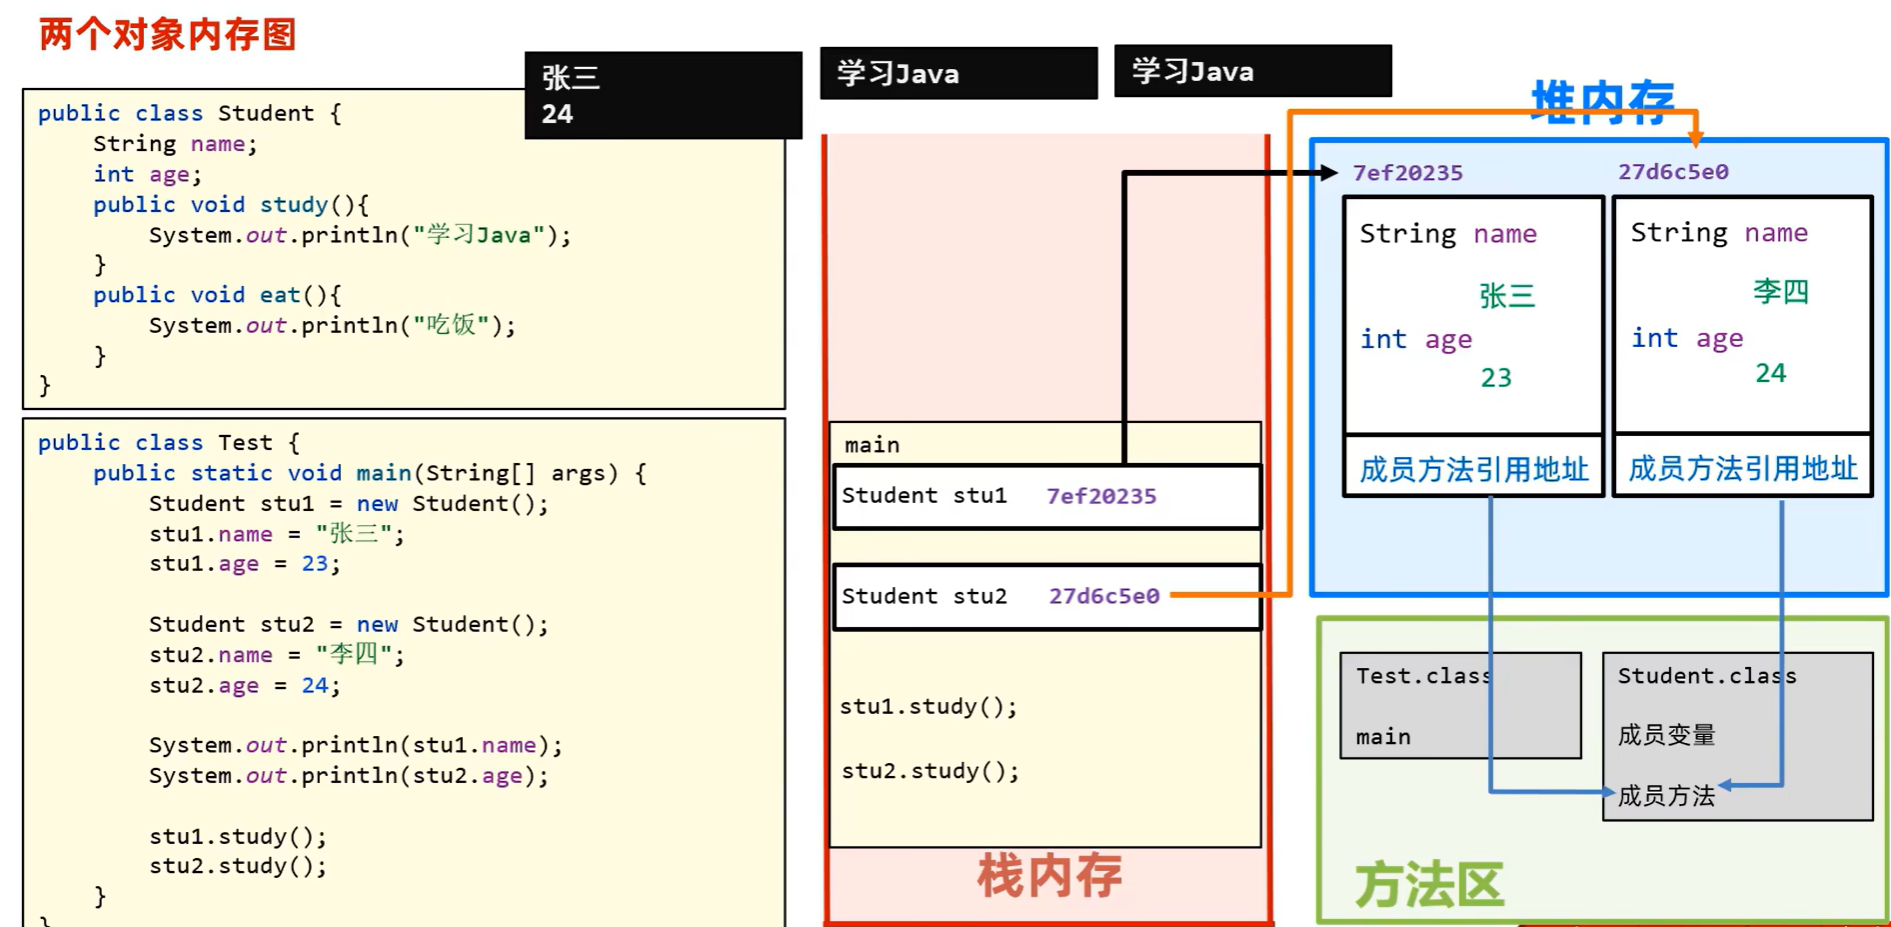 两个对象内存图
张三
24
学习Java
学习Java
public class Student {
    String name;
    int age;
    public void study(){
        System.out.println("学习Java");
    }
    public void eat(){
        System.out.println("吃饭");
    }
}
public class Test {
    public static void main(String[] args) {
        Student stu1 = new Student();
        stu1.name = "张三";
        stu1.age = 23;
        Student stu2 = new Student();
        stu2.name = "李四";
        stu2.age = 24;
        System.out.println(stu1.name);
        System.out.println(stu2.age);
        stu1.study();
        stu2.study();
    }
}
main
Student stu1 7ef20235
Student stu2 27d6c5e0
stu1.study();
stu2.study();
栈内存
堆内存
7ef20235
String name
张三
int age
23
成员方法引用地址
27d6c5e0
String name
李四
int age
24
成员方法引用地址
Test.class
main
Student.class
成员变量
成员方法
方法区